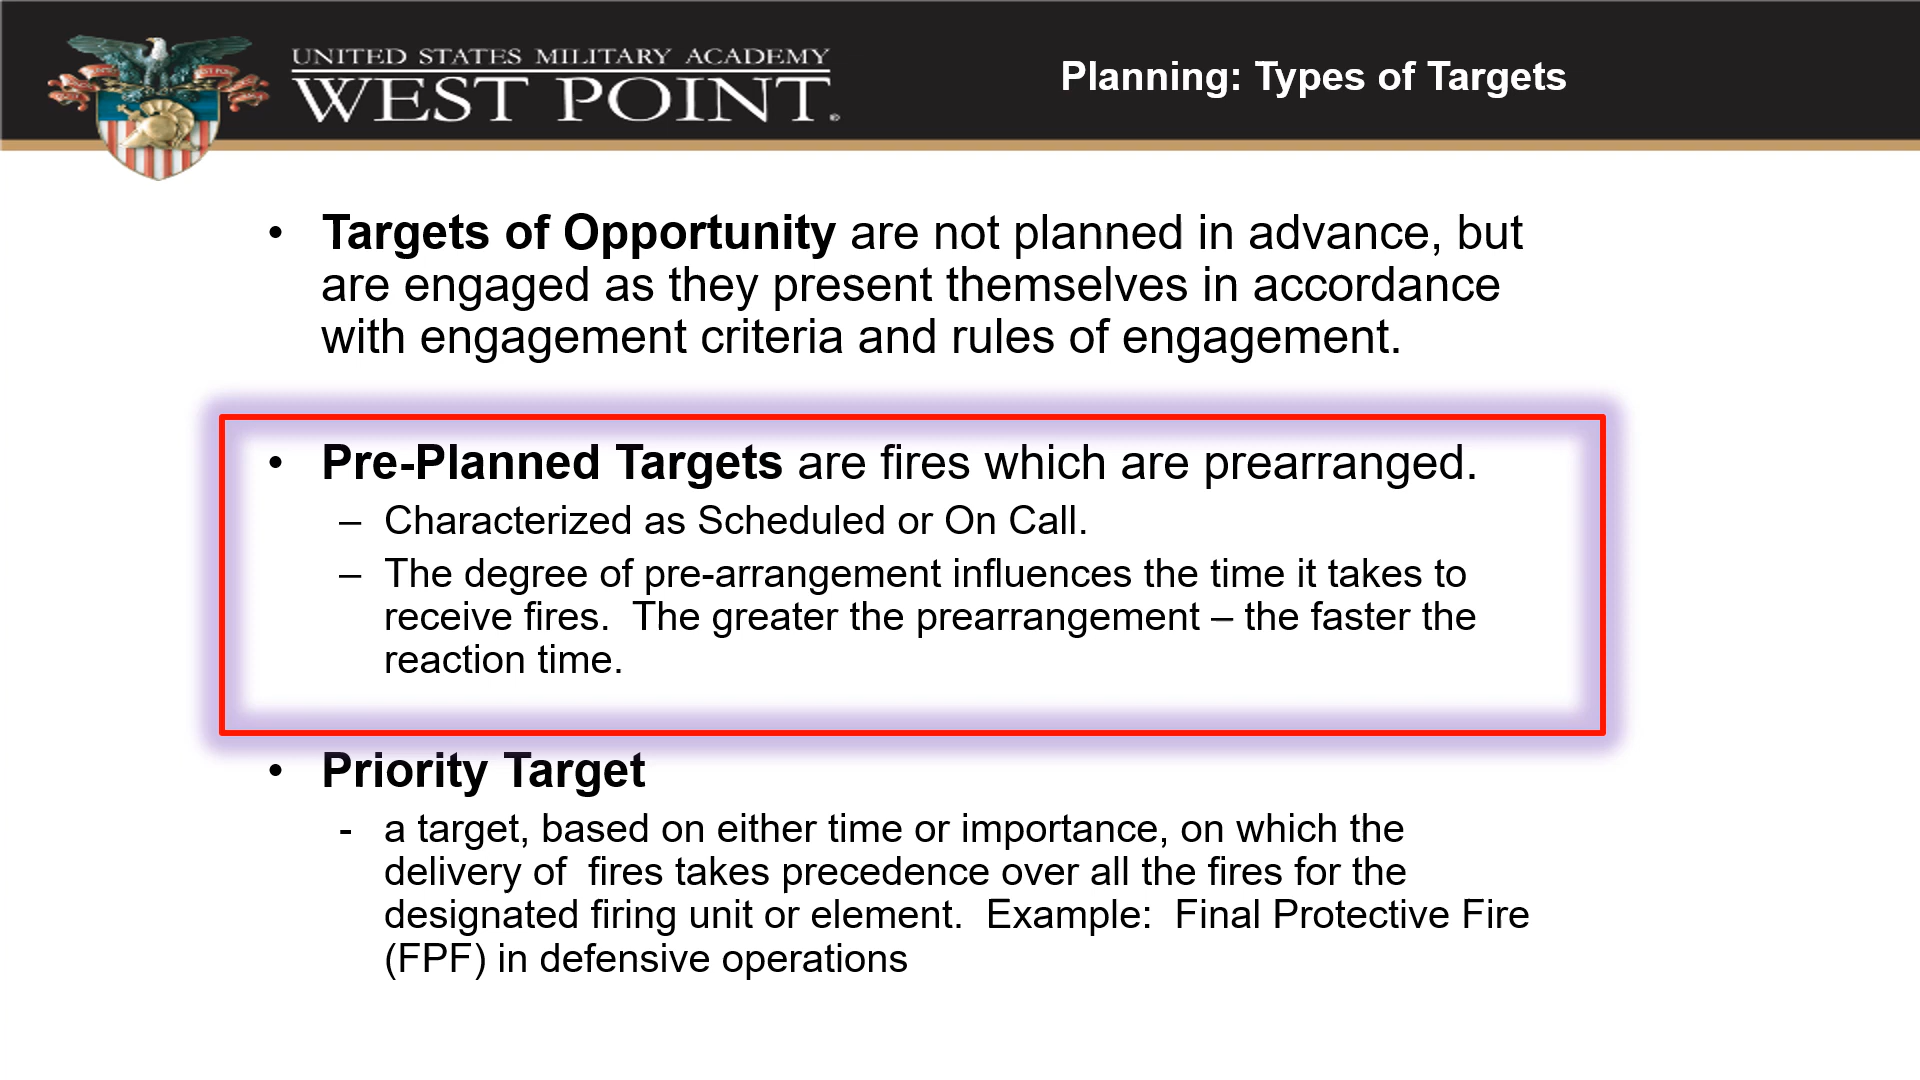 UNITED STATES MILITARY ACADEMY
WEST POINT.
Planning: Types of Targets
• Targets of Opportunity are not planned in advance, but
are engaged as they present themselves in accordance
with engagement criteria and rules of engagement.
• Pre-Planned Targets are fires which are prearranged.
– Characterized as Scheduled or On Call.
– The degree of pre-arrangement influences the time it takes to
receive fires.  The greater the prearrangement – the faster the
reaction time.
• Priority Target
- a target, based on either time or importance, on which the
delivery of  fires takes precedence over all the fires for the
designated firing unit or element.  Example:  Final Protective Fire
(FPF) in defensive operations